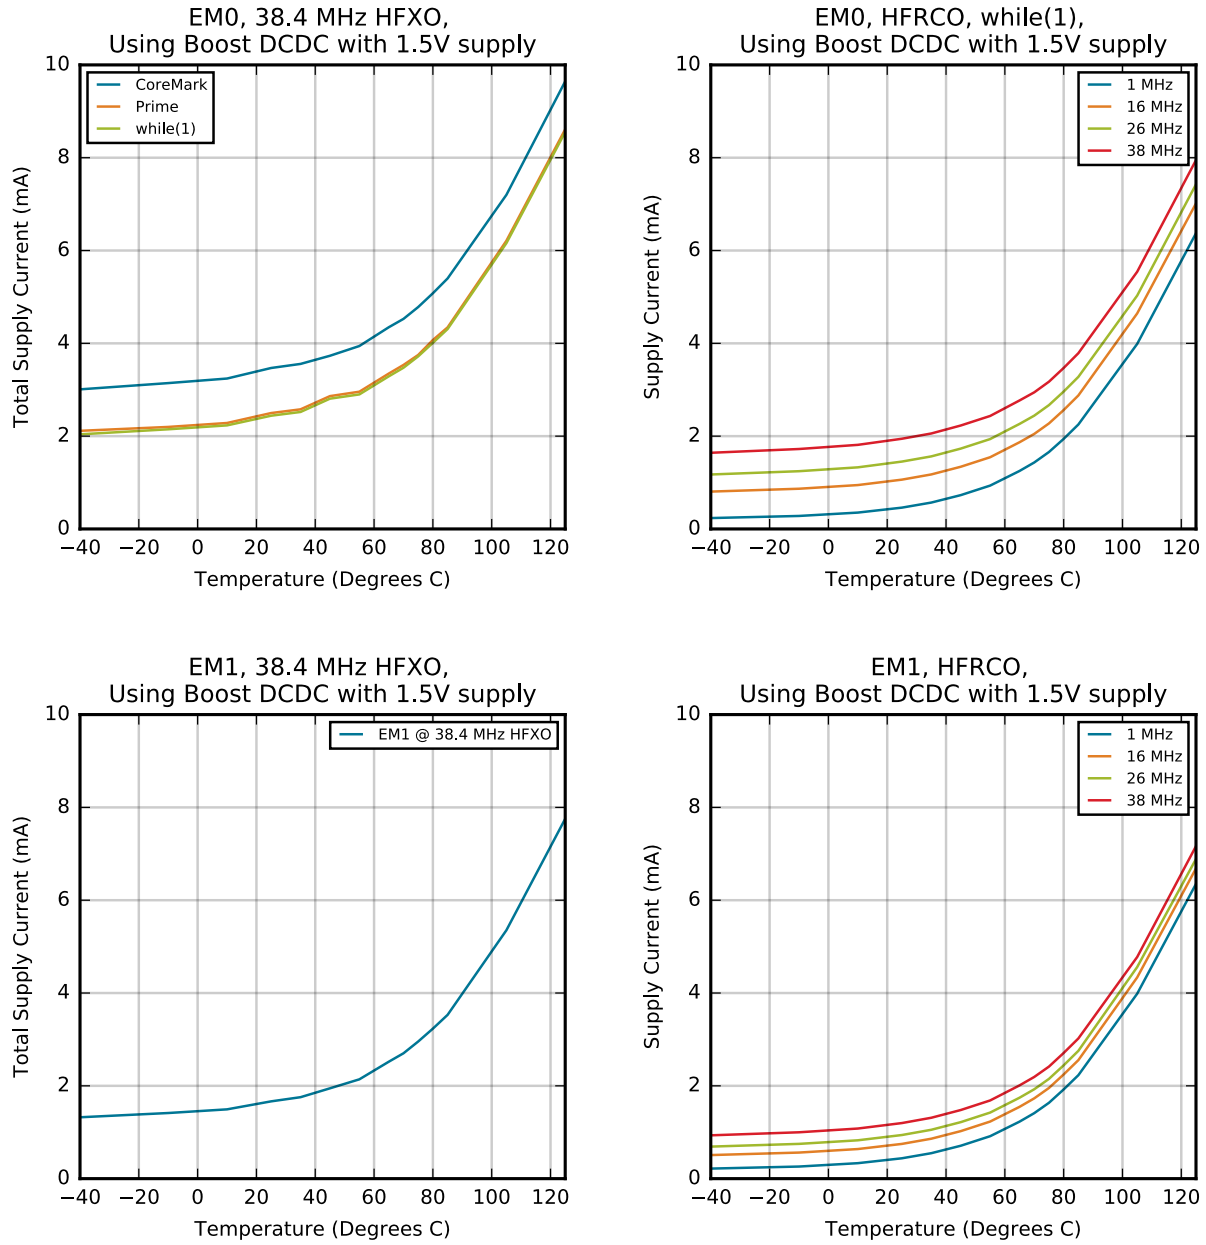 EM0, 38.4 MHz HFXO,
Using Boost DCDC with 1.5V supply
Total Supply Current (mA)
10
8
6
4
2
0
CoreMark
Prime
while(1)
−40 −20 0 20 40 60 80 100 120
Temperature (Degrees C)
EM0, HFRCO, while(1),
Using Boost DCDC with 1.5V supply
Supply Current (mA)
10
8
6
4
2
0
1 MHz
16 MHz
26 MHz
38 MHz
−40 −20 0 20 40 60 80 100 120
Temperature (Degrees C)
EM1, 38.4 MHz HFXO,
Using Boost DCDC with 1.5V supply
Total Supply Current (mA)
10
8
6
4
2
0
EM1 @ 38.4 MHz HFXO
−40 −20 0 20 40 60 80 100 120
Temperature (Degrees C)
EM1, HFRCO,
Using Boost DCDC with 1.5V supply
Supply Current (mA)
10
8
6
4
2
0
1 MHz
16 MHz
26 MHz
38 MHz
−40 −20 0 20 40 60 80 100 120
Temperature (Degrees C)